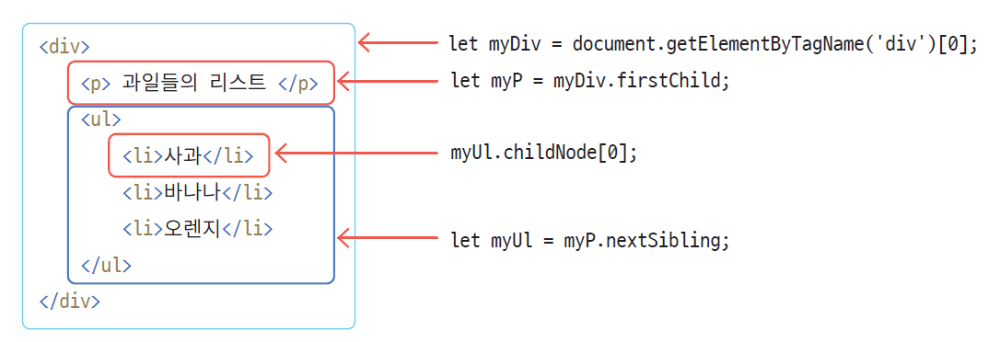 <div>
let myDiv = document.getElementByTagName('div')[0];
<p> 과일들의 리스트 </p>
let myP = myDiv.firstChild;
<ul>
<li>사과</li>
myUl.childNode[0];
<li>바나나</li>
<li>오렌지</li>
let myUl = myP.nextSibling;
</ul>
</div>